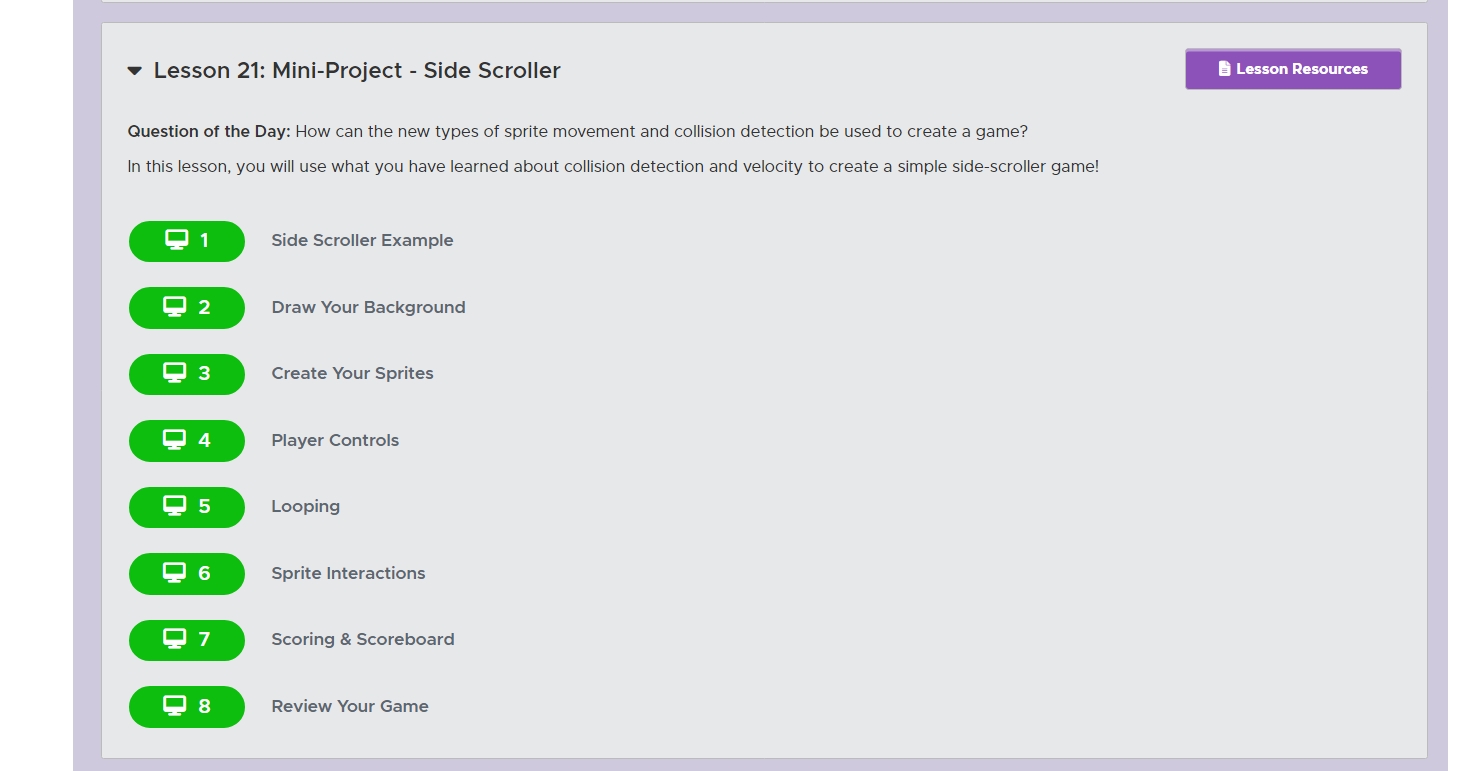 Lesson 21: Mini-Project - Side Scroller
Lesson Resources
Question of the Day: How can the new types of sprite movement and collision detection be used to create a game?
In this lesson, you will use what you have learned about collision detection and velocity to create a simple side-scroller game!
1 Side Scroller Example
2 Draw Your Background
3 Create Your Sprites
4 Player Controls
5 Looping
6 Sprite Interactions
7 Scoring & Scoreboard
8 Review Your Game